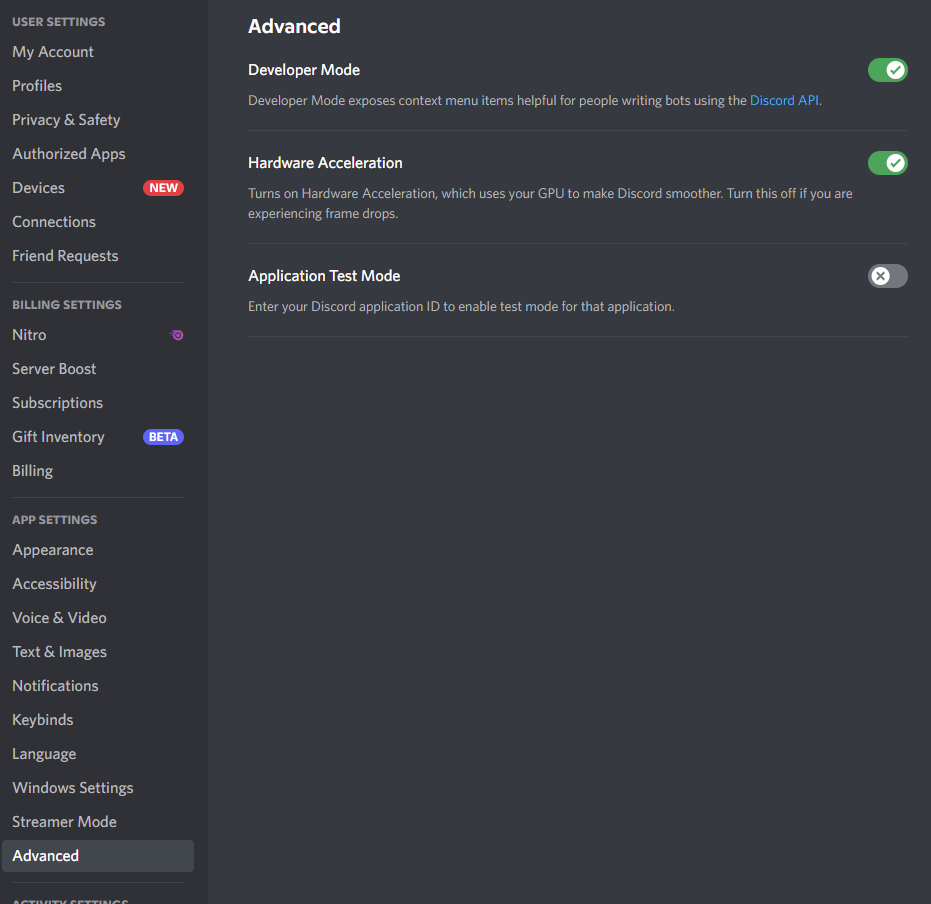 USER SETTINGS
My Account
Profiles
Privacy & Safety
Authorized Apps
Devices NEW
Connections
Friend Requests
BILLING SETTINGS
Nitro
Server Boost
Subscriptions
Gift Inventory BETA
Billing
APP SETTINGS
Appearance
Accessibility
Voice & Video
Text & Images
Notifications
Keybinds
Language
Windows Settings
Streamer Mode
Advanced
ACTIVITY SETTINGS
Advanced
Developer Mode
Developer Mode exposes context menu items helpful for people writing bots using the Discord API.
Hardware Acceleration
Turns on Hardware Acceleration, which uses your GPU to make Discord smoother. Turn this off if you are
experiencing frame drops.
Application Test Mode
Enter your Discord application ID to enable test mode for that application.